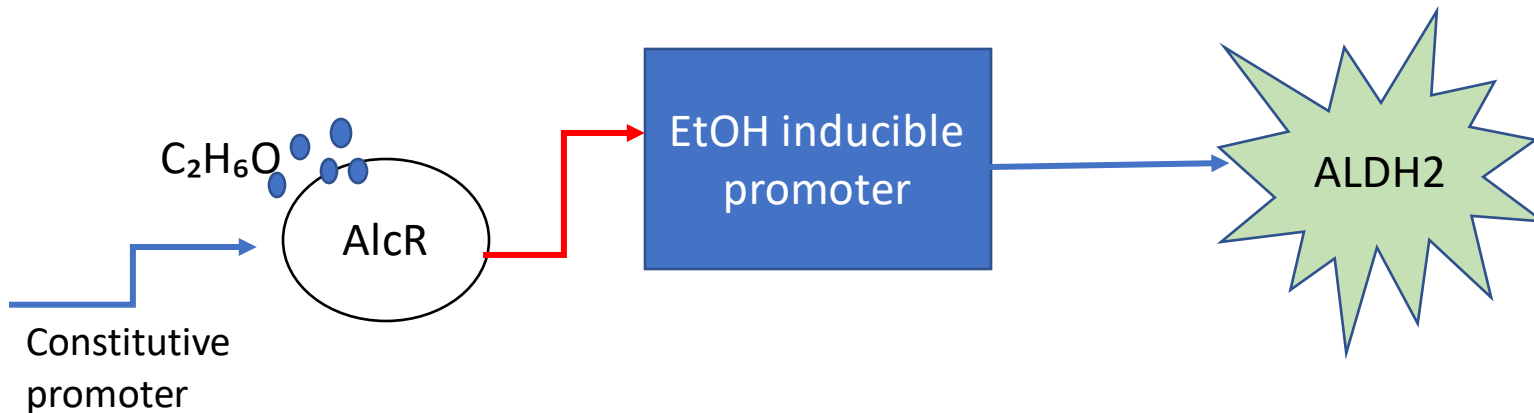 C₂H₆O
AlcR
Constitutive
promoter
EtOH inducible
promoter
ALDH2